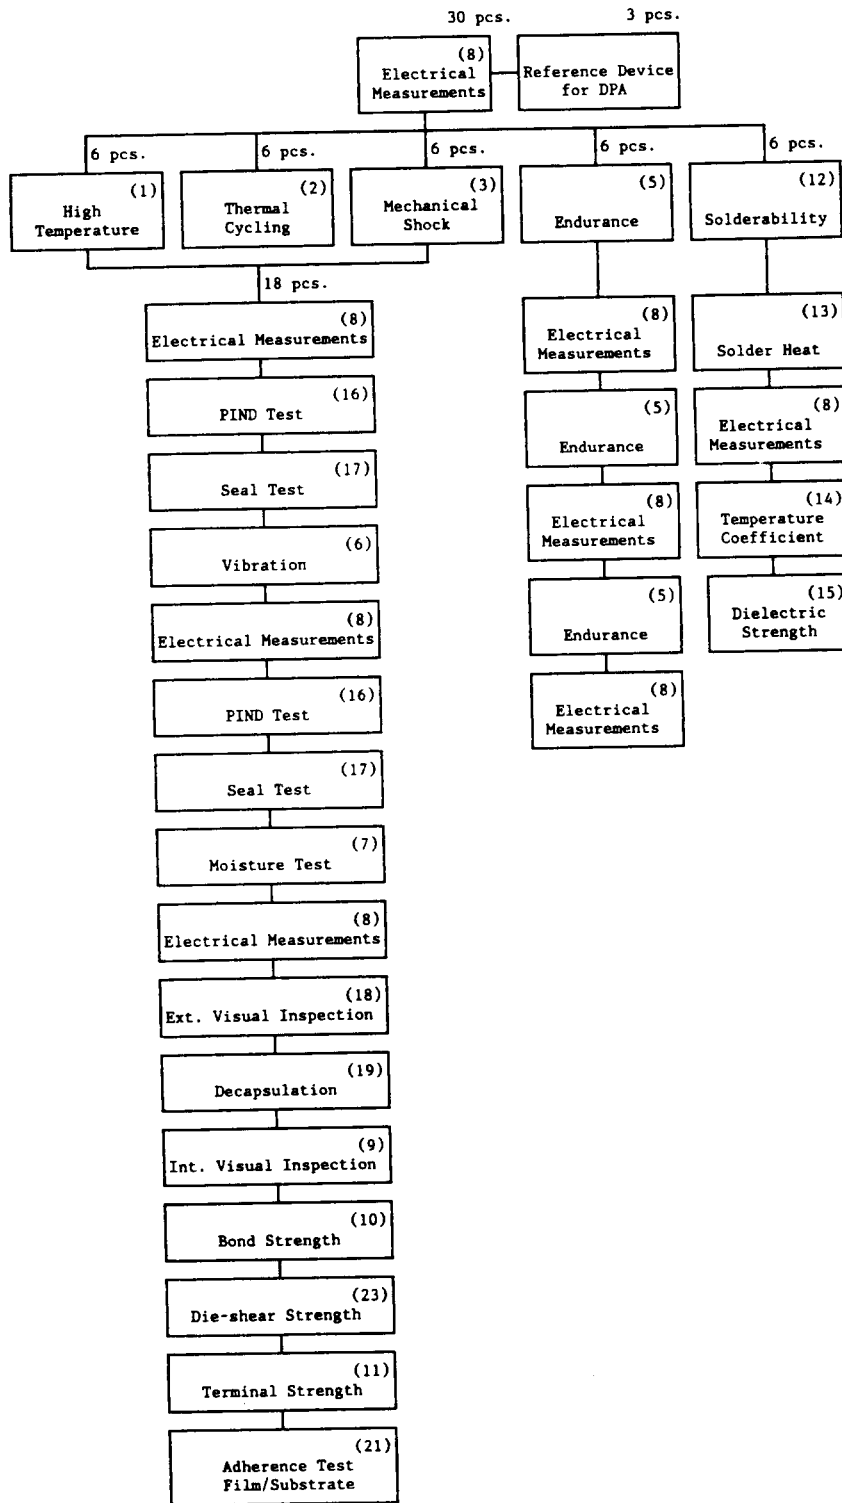 30 pcs.
3 pcs.
(8)
Electrical
Measurements
Reference Device
for DPA
6 pcs.
6 pcs.
6 pcs.
6 pcs.
6 pcs.
(1)
High
Temperature
(2)
Thermal
Cycling
(3)
Mechanical
Shock
(5)
Endurance
(12)
Solderability
18 pcs.
(8)
Electrical Measurements
(16)
PIND Test
(17)
Seal Test
(6)
Vibration
(8)
Electrical Measurements
(16)
PIND Test
(17)
Seal Test
(7)
Moisture Test
(8)
Electrical Measurements
(18)
Ext. Visual Inspection
(19)
Decapsulation
(9)
Int. Visual Inspection
(10)
Bond Strength
(23)
Die-shear Strength
(11)
Terminal Strength
(21)
Adherence Test
Film/Substrate
(8)
Electrical
Measurements
(5)
Endurance
(8)
Electrical
Measurements
(5)
Endurance
(8)
Electrical
Measurements
(13)
Solder Heat
(8)
Electrical
Measurements
(14)
Temperature
Coefficient
(15)
Dielectric
Strength